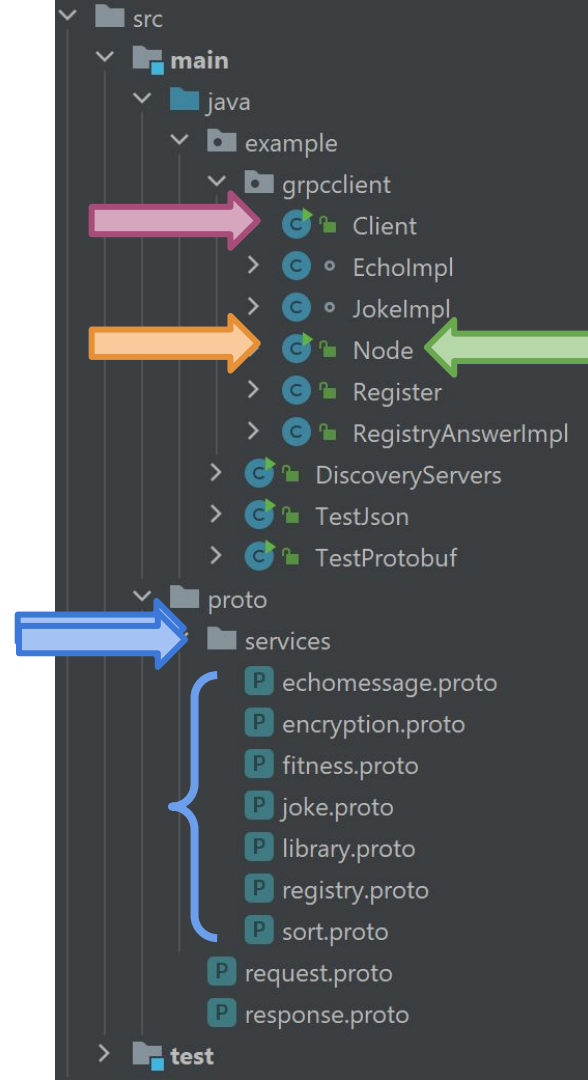 src
main
java
example
grpcclient
C Client
C EchoImpl
C JokeImpl
C Node
C Register
C RegistryAnswerImpl
C DiscoveryServers
C TestJson
C TestProtobuf
proto
services
P echomessage.proto
P encryption.proto
P fitness.proto
P joke.proto
P library.proto
P registry.proto
P sort.proto
P request.proto
P response.proto
test